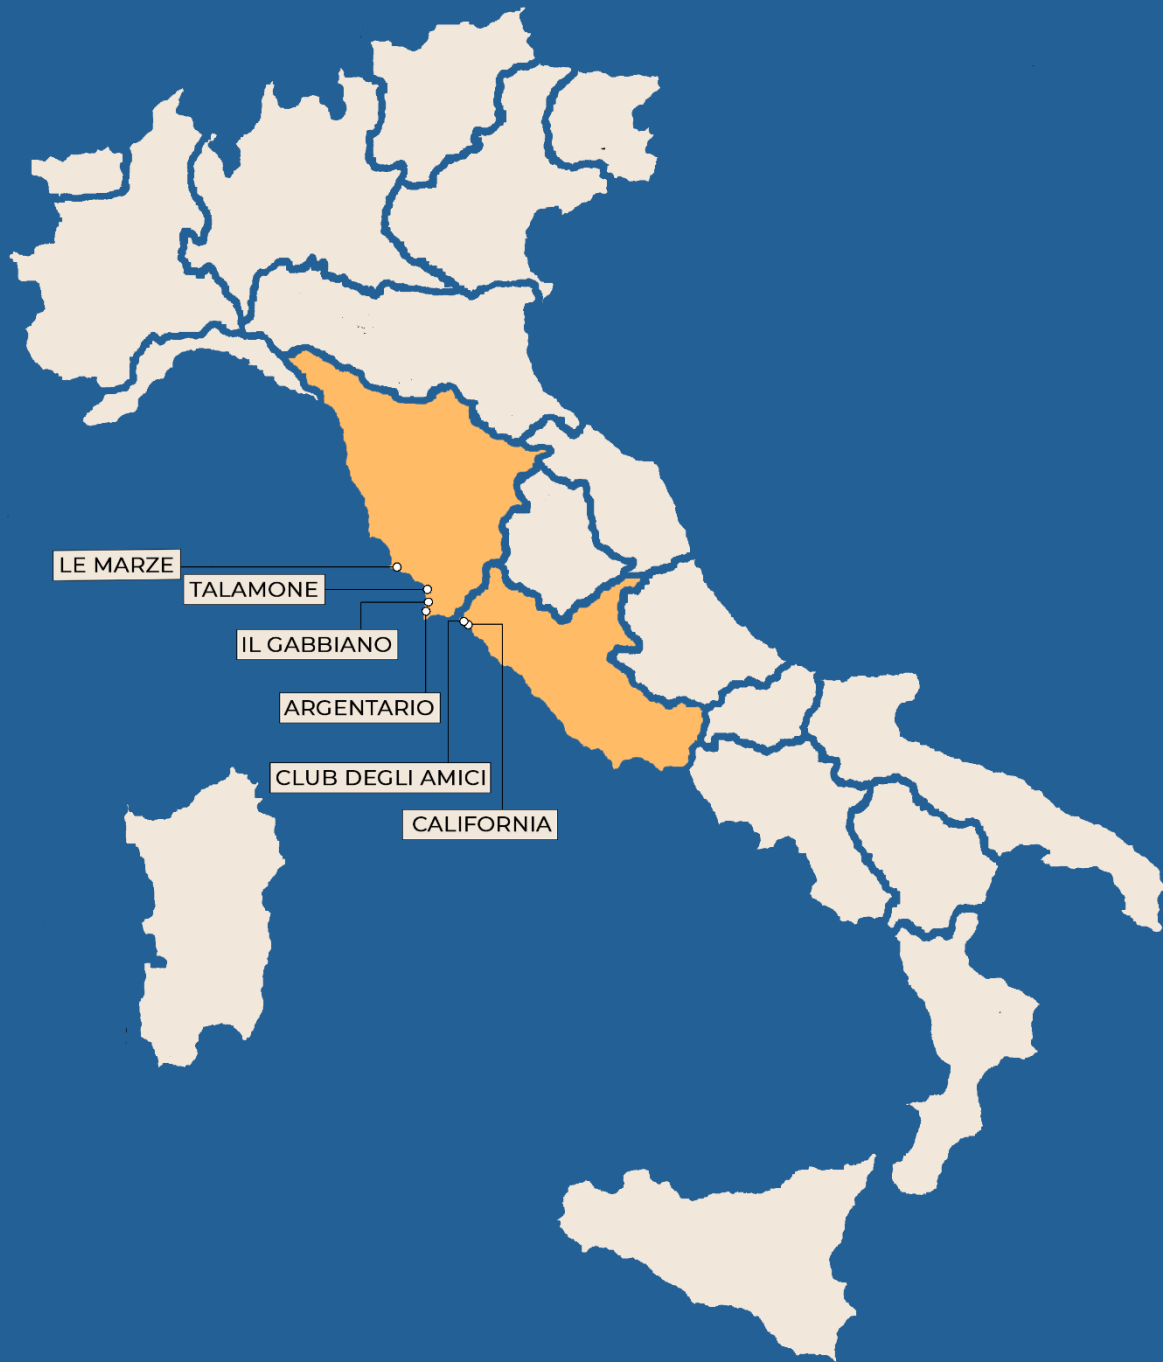 LE MARZE
TALAMONE
IL GABBIANO
ARGENTARIO
CLUB DEGLI AMICI
CALIFORNIA